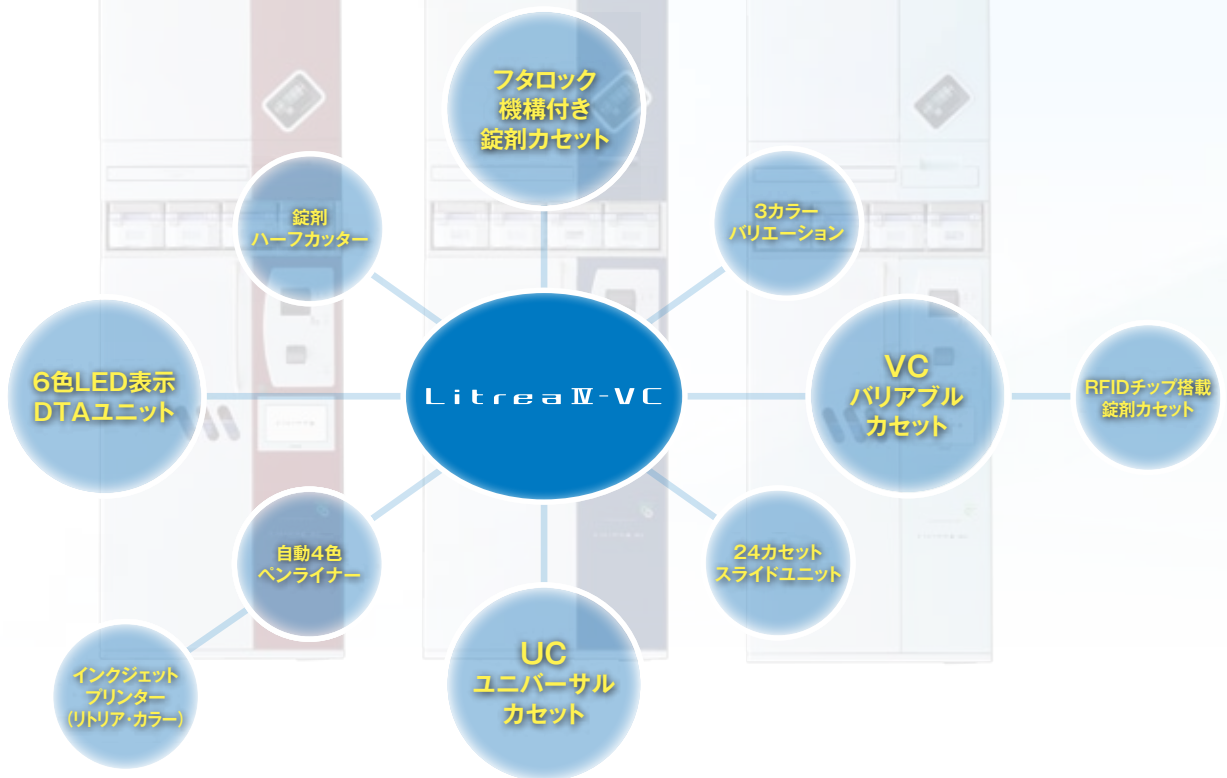 フタロック
機構付き
錠剤カセット
錠剤
ハーフカッター
3カラー
バリエーション
6色LED表示
DTAユニット
LitreaⅣ-VC
VC
バリアブル
カセット
RFIDチップ搭載
錠剤カセット
自動4色
ペンライナー
24カセット
スライドユニット
インクジェット
プリンター
(リトリア・カラー)
UC
ユニバーサル
カセット